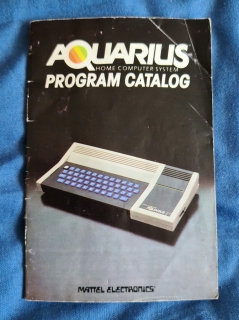 AQUARIUS
HOME COMPUTER SYSTEM
PROGRAM CATALOG
MATTEL ELECTRONICS®